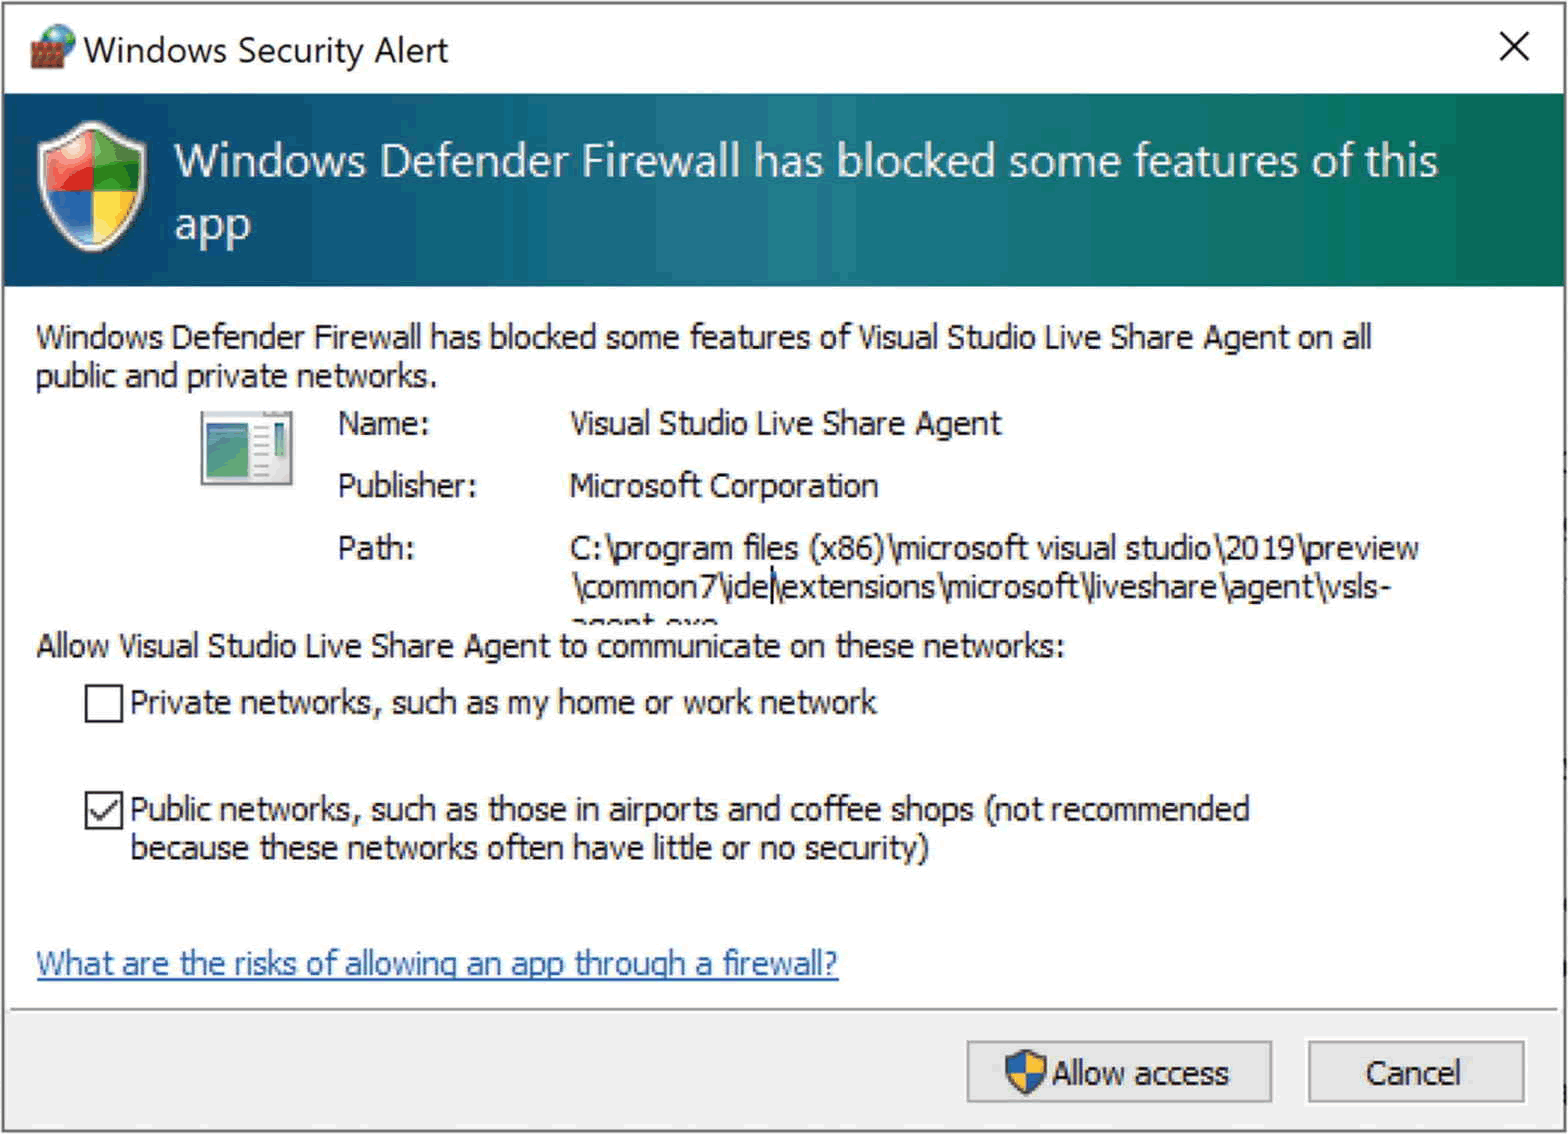 Windows Security Alert
Windows Defender Firewall has blocked some features of this
app
Windows Defender Firewall has blocked some features of Visual Studio Live Share Agent on all
public and private networks.
Name: Visual Studio Live Share Agent
Publisher: Microsoft Corporation
Path: C:\program files (x86)\microsoft visual studio\2019\preview
\common7\ide\extensions\microsoft\liveshare\agent\vsls-
agent.exe
Allow Visual Studio Live Share Agent to communicate on these networks:
Private networks, such as my home or work network
Public networks, such as those in airports and coffee shops (not recommended
because these networks often have little or no security)
What are the risks of allowing an app through a firewall?
Allow access Cancel